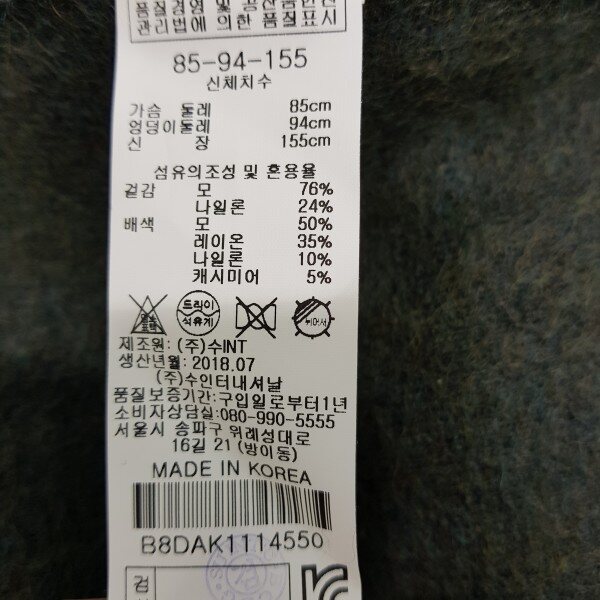 품질경영 및 공산품안전
관리법에 의한 품질표시
85-94-155
신체치수
가슴 둘레 85cm
엉덩이둘레 94cm
신 장 155cm
섬유의조성 및 혼용율
겉감 모 76%
나일론 24%
배색 모 50%
레이온 35%
나일론 10%
캐시미어 5%
드라이
석유계
뉘어서
제조원: (주)수INT
생산년월: 2018.07
(주)수인터내셔날
품질보증기간:구입일로부터1년
소비자상담실:080-990-5555
서울시 송파구 위례성대로
16길 21 (방이동)
MADE IN KOREA
B8DAK1114550
검